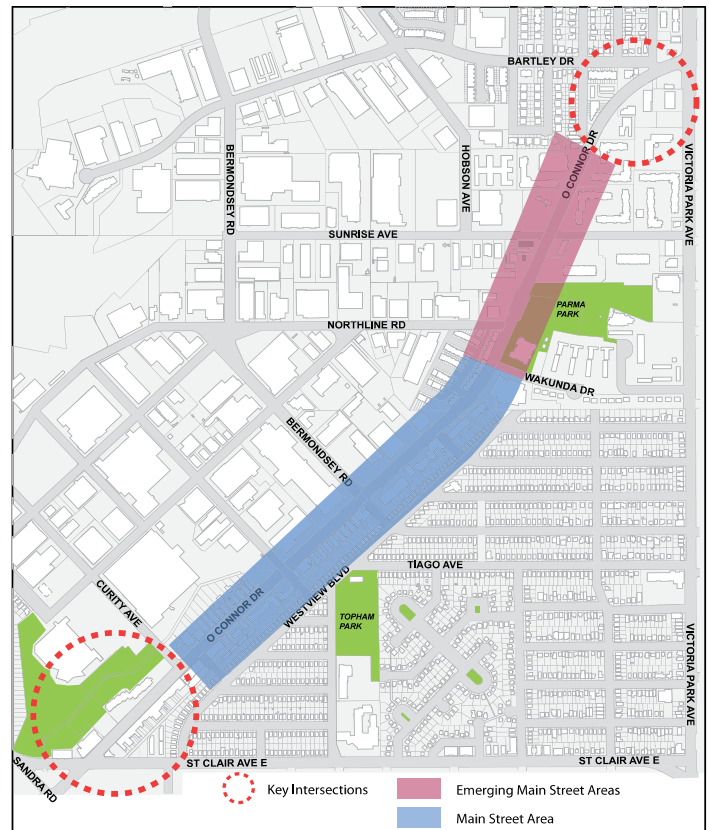 BARTLEY DR
O CONNOR DR
VICTORIA PARK AVE
BERMONDSEY RD
HOBSON AVE
SUNRISE AVE
PARMA
PARK
NORTHLINE RD
WAKUNDA DR
BERMONDSEY RD
TIAGO AVE
CURITY AVE
O CONNOR DR
WESTVIEW BLVD
TOPHAM
PARK
VICTORIA PARK AVE
SANDRA RD
ST CLAIR AVE E
ST CLAIR AVE E
Key Intersections
Emerging Main Street Areas
Main Street Area